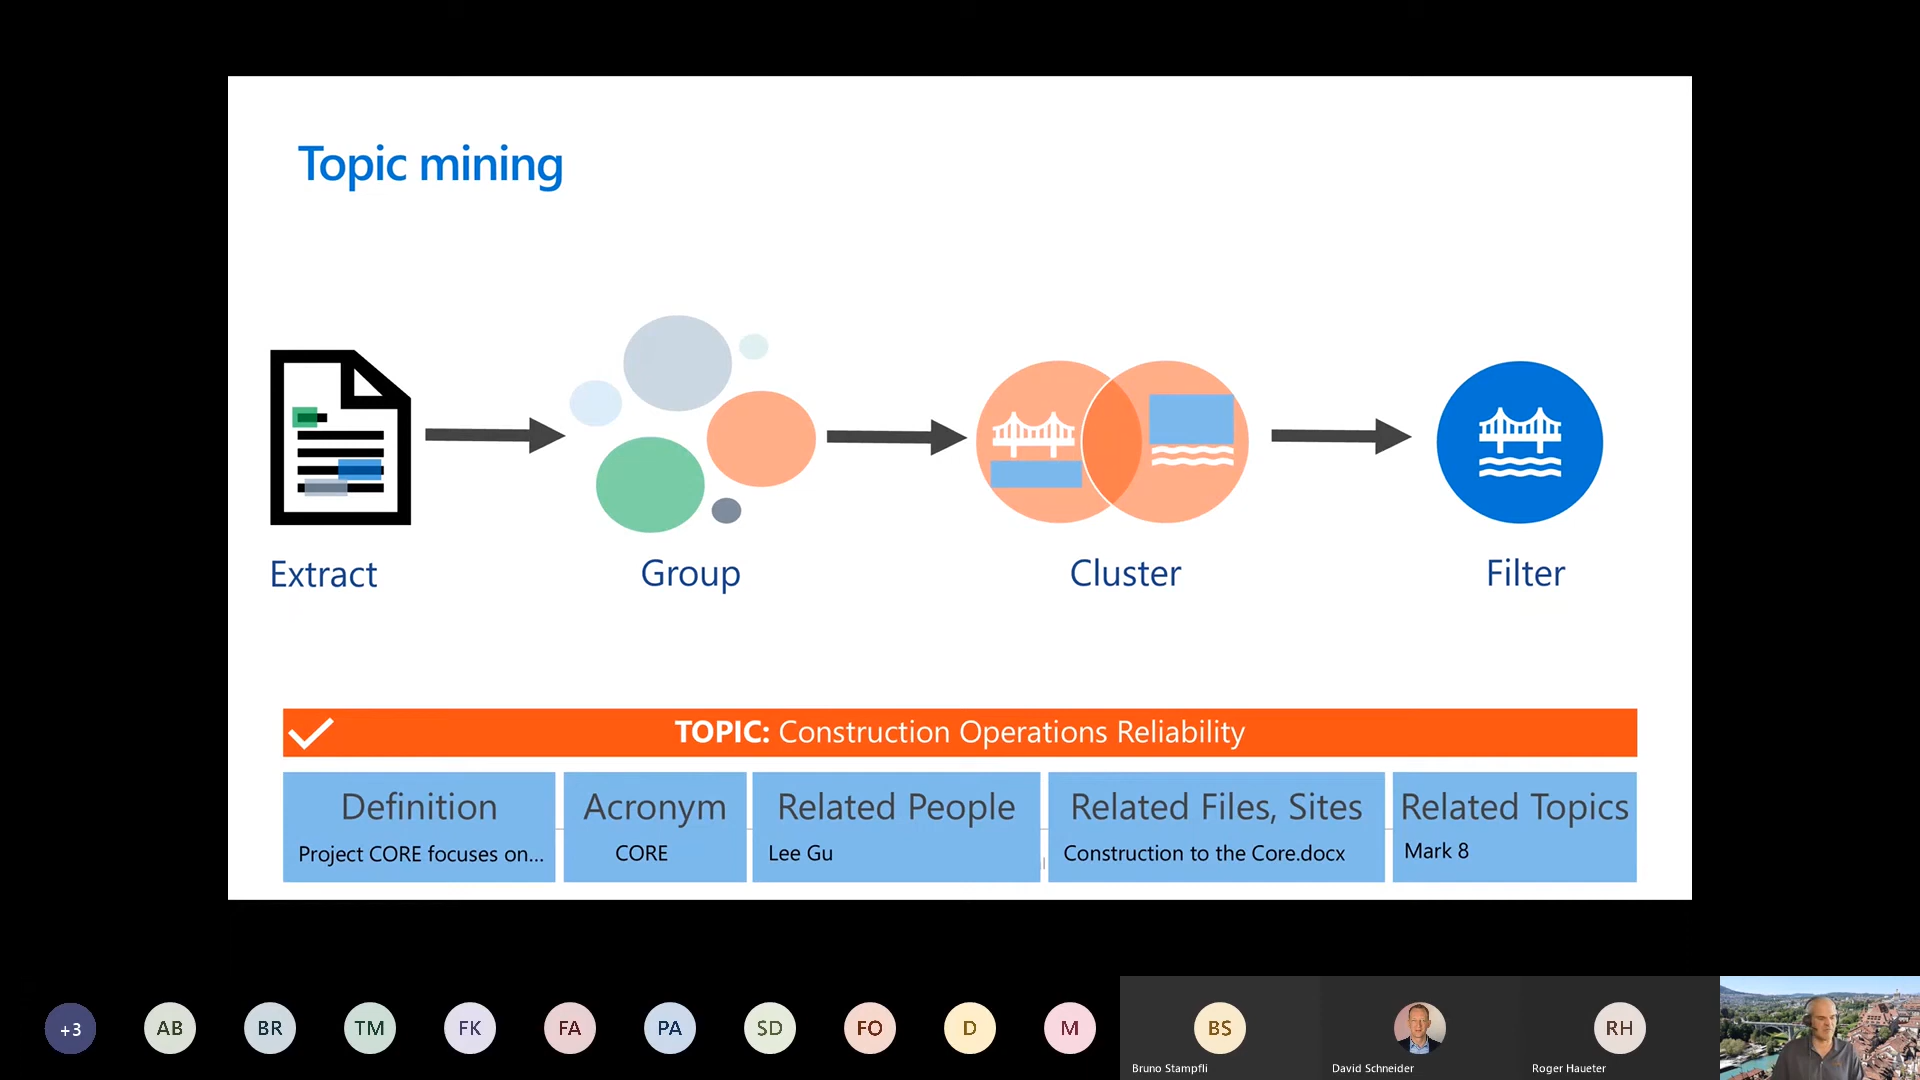 Topic mining
Extract
Group
Cluster
Filter
TOPIC: Construction Operations Reliability
Definition
Project CORE focuses on...
Acronym
CORE
Related People
Lee Gu
Related Files, Sites
Construction to the Core.docx
Related Topics
Mark 8
+3
AB
BR
TM
FK
FA
PA
SD
FO
D
M
BS
Bruno Stampfli
David Schneider
RH
Roger Haueter